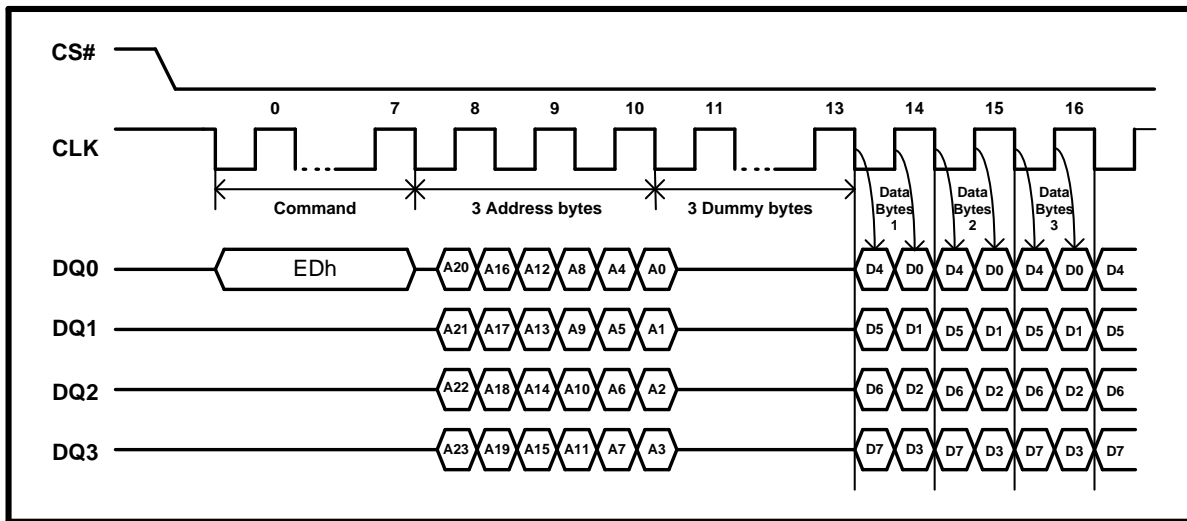 CS#
0 7 8 9 10 11 13 14 15 16
CLK
Command
3 Address bytes
3 Dummy bytes
Data
Bytes
1
Data
Bytes
2
Data
Bytes
3
DQ0 EDh A20 A16 A12 A8 A4 A0 D4 D0 D4 D0 D4 D0 D4
DQ1 A21 A17 A13 A9 A5 A1 D5 D1 D5 D1 D5 D1 D5
DQ2 A22 A18 A14 A10 A6 A2 D6 D2 D6 D2 D6 D2 D6
DQ3 A23 A19 A15 A11 A7 A3 D7 D3 D7 D3 D7 D3 D7